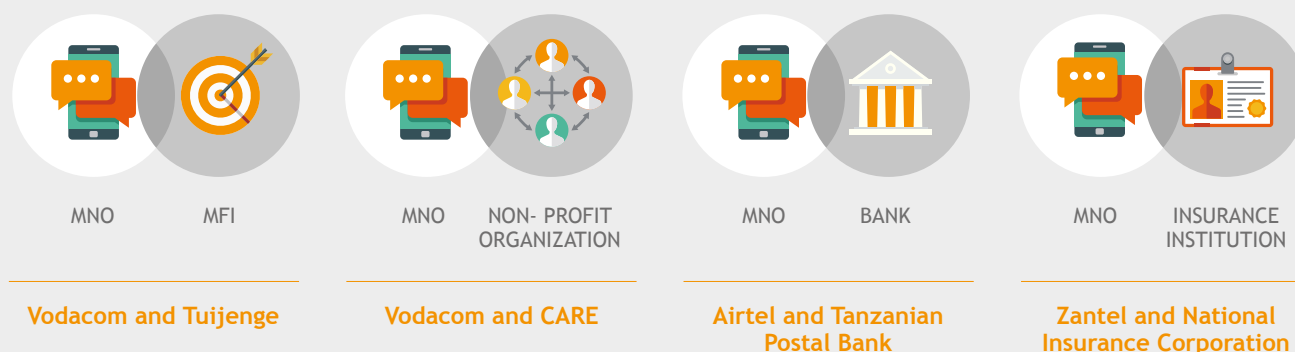 MNO
MFI
Vodacom and Tuijenge
MNO
NON- PROFIT
ORGANIZATION
Vodacom and CARE
MNO
BANK
Airtel and Tanzanian
Postal Bank
MNO
INSURANCE
INSTITUTION
Zantel and National
Insurance Corporation